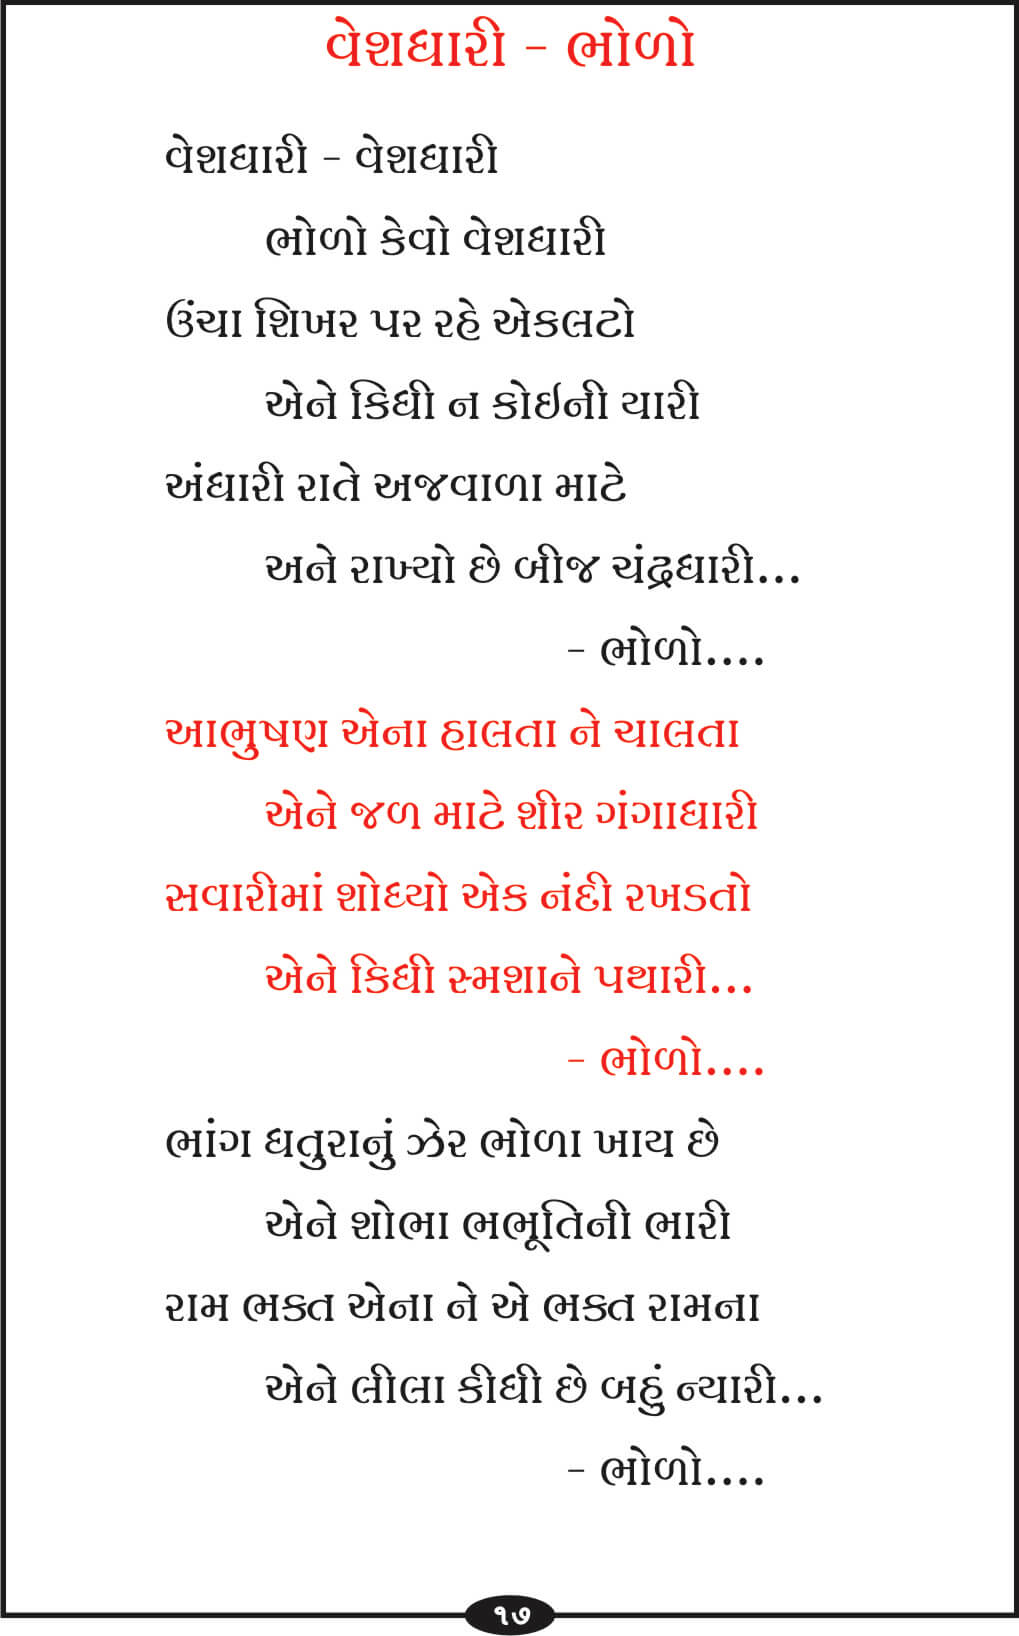 વેશધારી - ભોળો
વેશધારી - વેશધારી
ભોળો કેવો વેશધારી
ઉંચા શિખર પર રહે એકલટો
એને કિધી ન કોઇની યારી
અંધારી રાતે અજવાળા માટે
અને રાખ્યો છે બીજ ચંદ્રધારી...
- ભોળો....
આભુષણ એના હાલતા ને ચાલતા
એને જળ માટે શીર ગંગાધારી
સવારીમાં શોધ્યો એક નંદી રખડતો
એને કિધી સ્મશાને પથારી...
- ભોળો....
ભાંગ ધતુરાનું ઝેર ભોળા ખાય છે
એને શોભા ભભૂતિની ભારી
રામ ભક્ત એના ને એ ભક્ત રામના
એને લીલા કીધી છે બહું ન્યારી...
- ભોળો....
૧૭